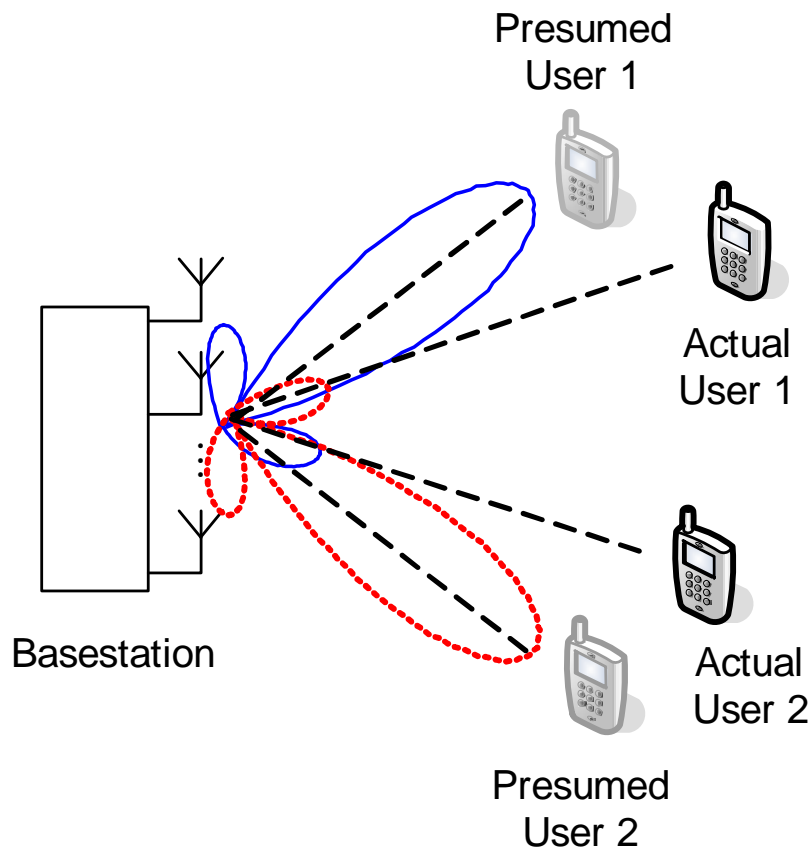 Presumed
User 1
Actual
User 1
Basestation
Actual
User 2
Presumed
User 2